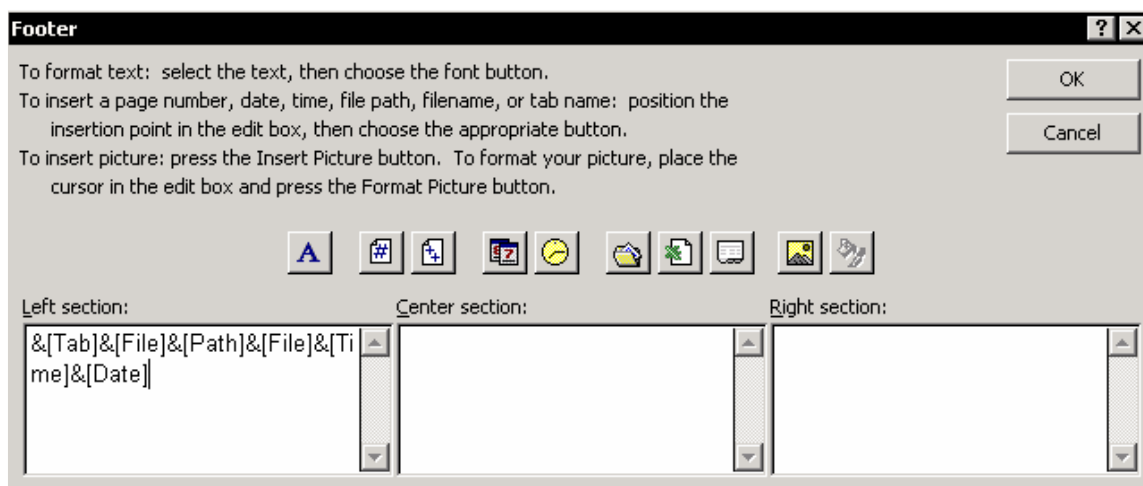 Footer
To format text: select the text, then choose the font button.
To insert a page number, date, time, file path, filename, or tab name: position the
insertion point in the edit box, then choose the appropriate button.
To insert picture: press the Insert Picture button. To format your picture, place the
cursor in the edit box and press the Format Picture button.
OK
Cancel
Left section:
Center section:
Right section:
&[Tab]&[File]&[Path]&[File]&[Ti
me]&[Date]